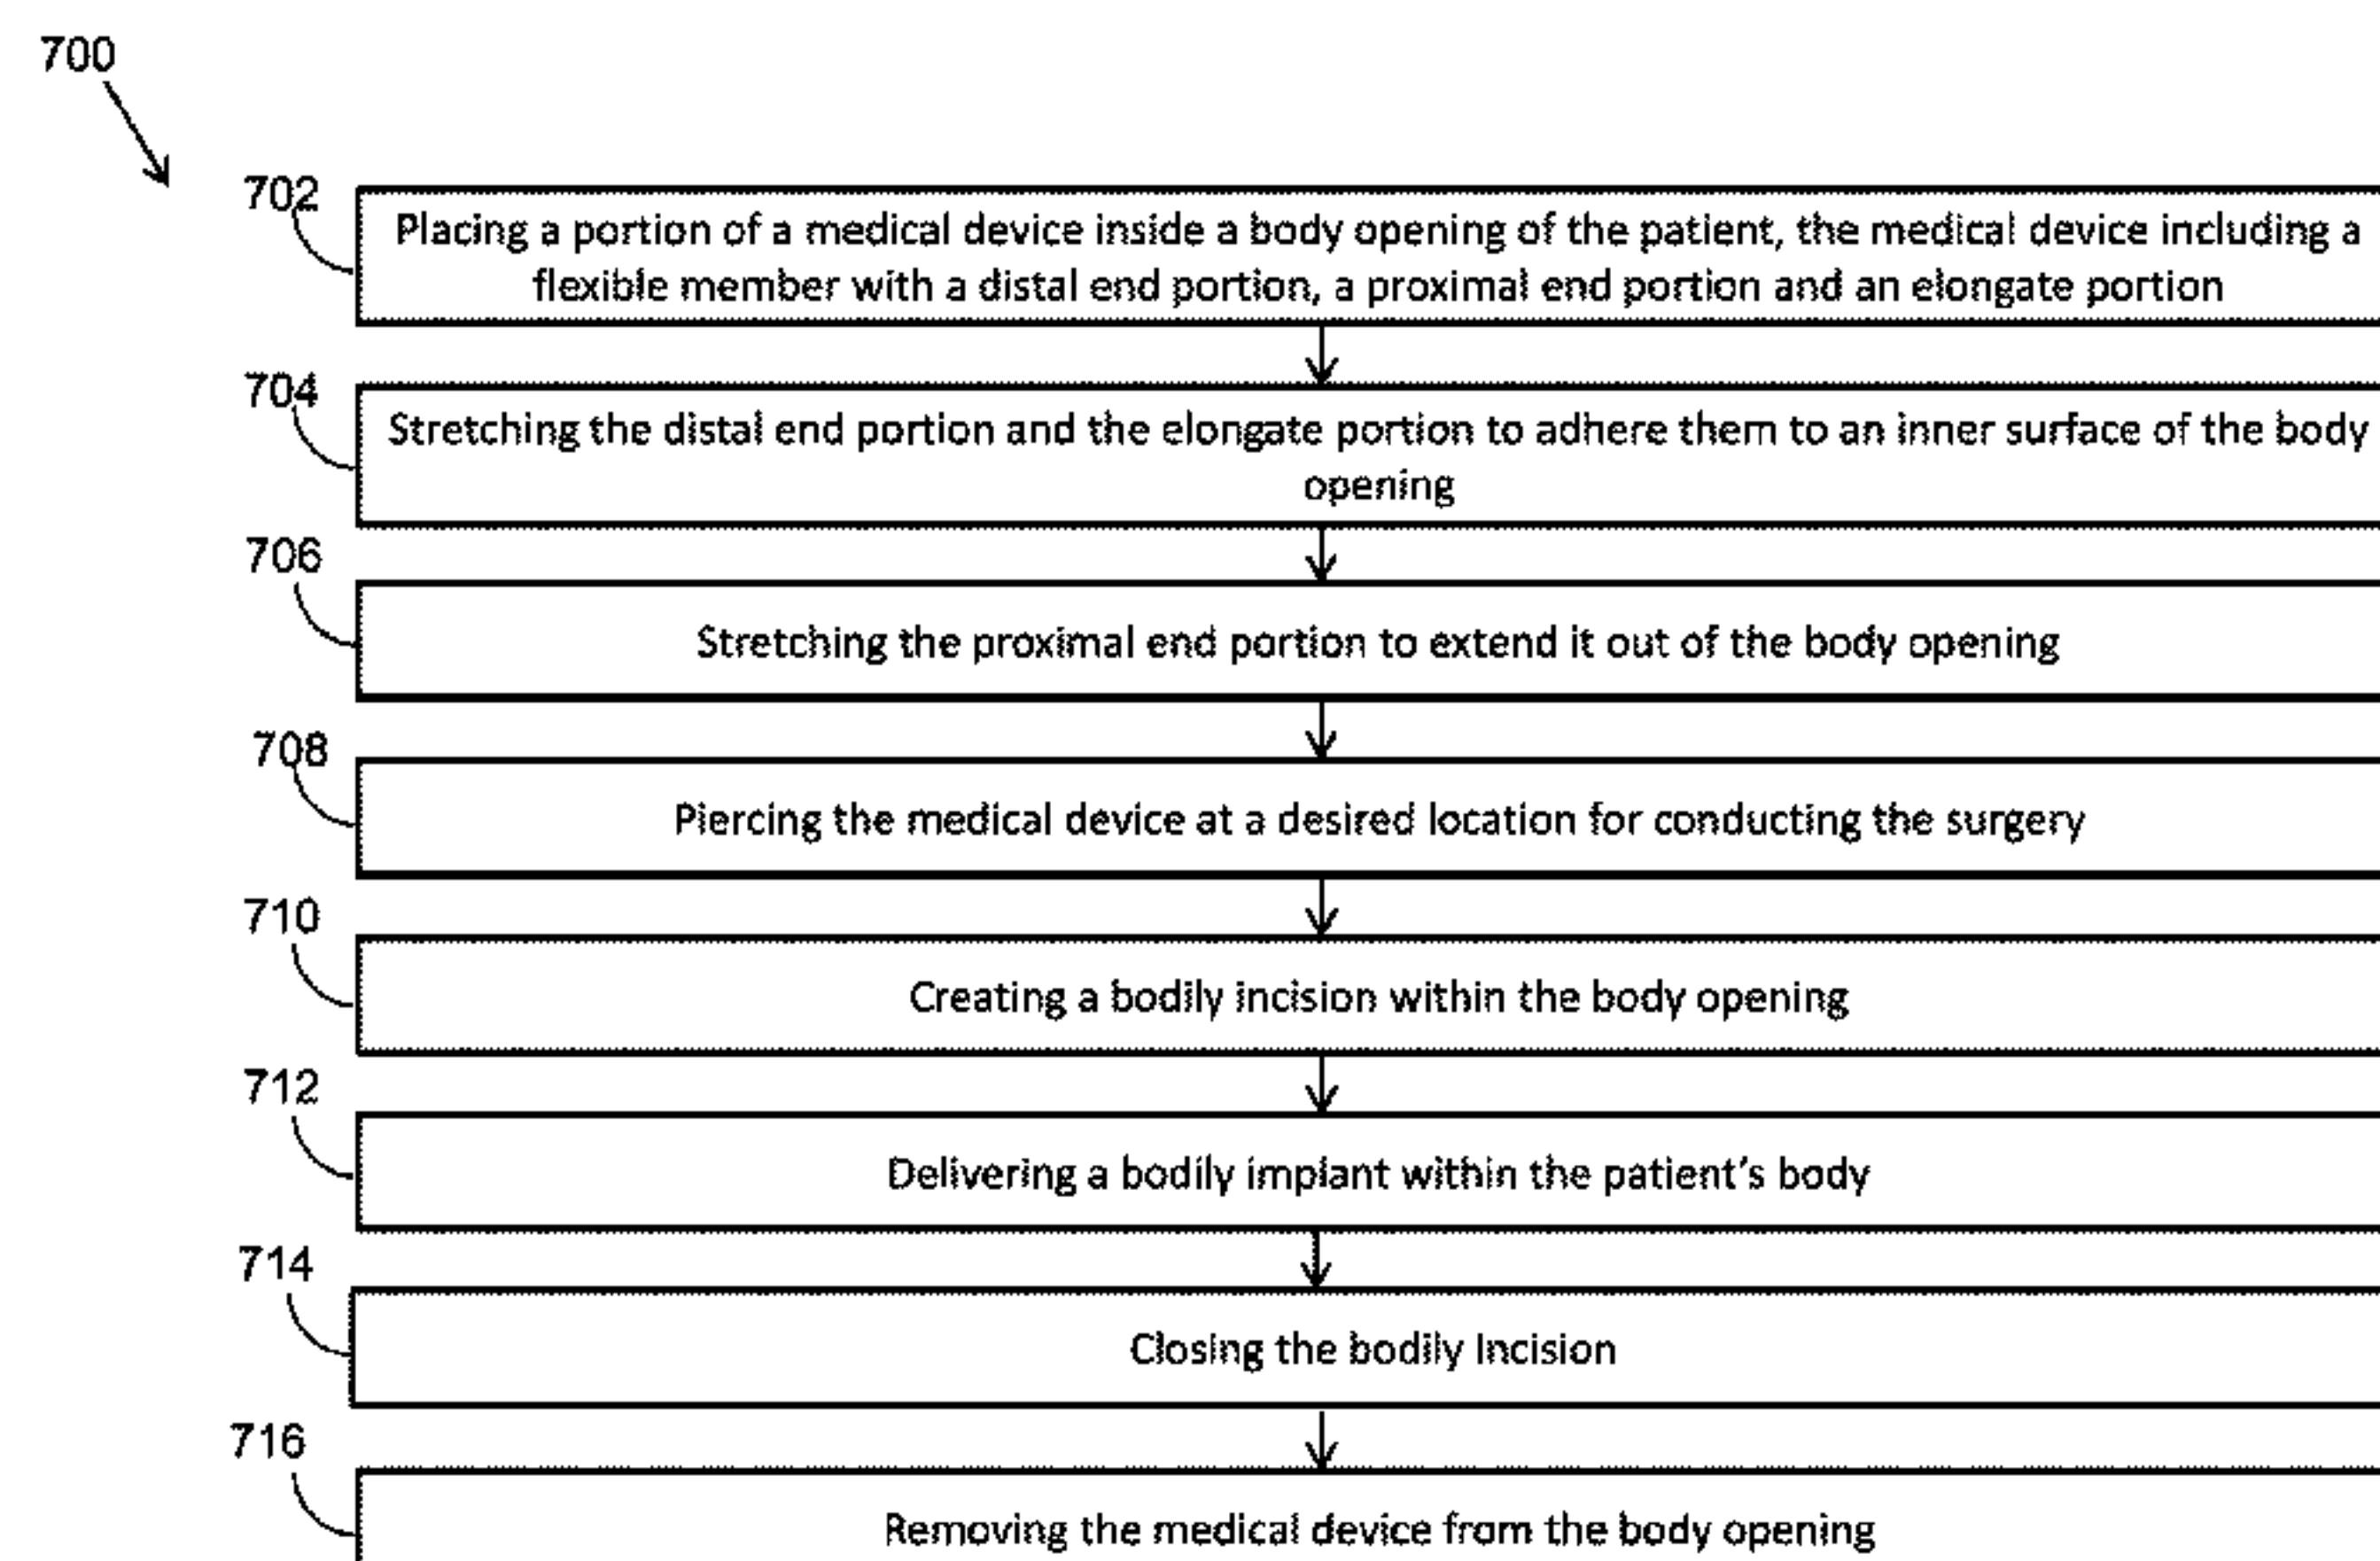 700
702
Placing a portion of a medical device inside a body opening of the patient, the medical device including a
flexible member with a distal end portion, a proximal end portion and an elongate portion
704
Stretching the distal end portion and the elongate portion to adhere them to an inner surface of the body
opening
706
Stretching the proximal end portion to extend it out of the body opening
708
Piercing the medical device at a desired location for conducting the surgery
710
Creating a bodily incision within the body opening
712
Delivering a bodily implant within the patient's body
714
Closing the bodily Incision
716
Removing the medical device from the body opening